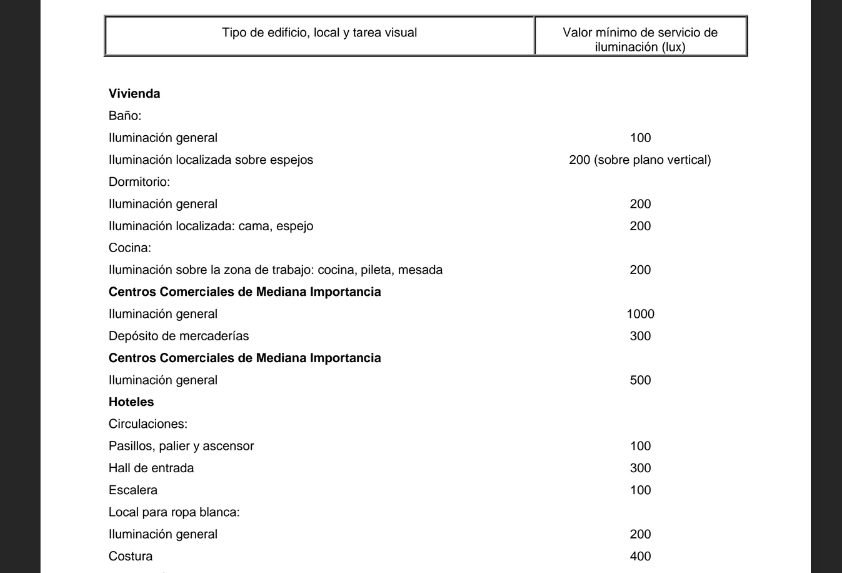 Tipo de edificio, local y tarea visual
Valor mínimo de servicio de
iluminación (lux)
Vivienda
Baño:
Iluminación general 100
Iluminación localizada sobre espejos 200 (sobre plano vertical)
Dormitorio:
Iluminación general 200
Iluminación localizada: cama, espejo 200
Cocina:
Iluminación sobre la zona de trabajo: cocina, pileta, mesada 200
Centros Comerciales de Mediana Importancia
Iluminación general 1000
Depósito de mercaderías 300
Centros Comerciales de Mediana Importancia
Iluminación general 500
Hoteles
Circulaciones:
Pasillos, palier y ascensor 100
Hall de entrada 300
Escalera 100
Local para ropa blanca:
Iluminación general 200
Costura 400